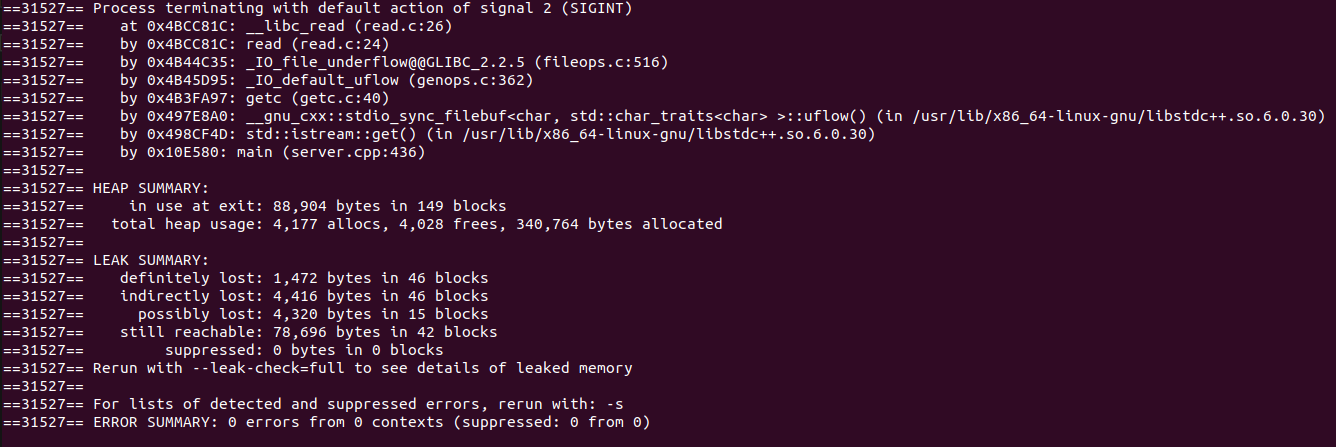 ==31527== Process terminating with default action of signal 2 (SIGINT)
==31527==    at 0x4BCC81C: __libc_read (read.c:26)
==31527==    by 0x4BCC81C: read (read.c:24)
==31527==    by 0x4B44C35: _IO_file_underflow@@GLIBC_2.2.5 (fileops.c:516)
==31527==    by 0x4B45D95: _IO_default_uflow (genops.c:362)
==31527==    by 0x4B3FA97: getc (getc.c:40)
==31527==    by 0x497E8A0: __gnu_cxx::stdio_sync_filebuf<char, std::char_traits<char> >::uflow() (in /usr/lib/x86_64-linux-gnu/libstdc++.so.6.0.30)
==31527==    by 0x498CF4D: std::istream::get() (in /usr/lib/x86_64-linux-gnu/libstdc++.so.6.0.30)
==31527==    by 0x10E580: main (server.cpp:436)
==31527==
==31527== HEAP SUMMARY:
==31527==     in use at exit: 88,904 bytes in 149 blocks
==31527==   total heap usage: 4,177 allocs, 4,028 frees, 340,764 bytes allocated
==31527==
==31527== LEAK SUMMARY:
==31527==    definitely lost: 1,472 bytes in 46 blocks
==31527==    indirectly lost: 4,416 bytes in 46 blocks
==31527==      possibly lost: 4,320 bytes in 15 blocks
==31527==    still reachable: 78,696 bytes in 42 blocks
==31527==         suppressed: 0 bytes in 0 blocks
==31527== Rerun with --leak-check=full to see details of leaked memory
==31527==
==31527== For lists of detected and suppressed errors, rerun with: -s
==31527== ERROR SUMMARY: 0 errors from 0 contexts (suppressed: 0 from 0)